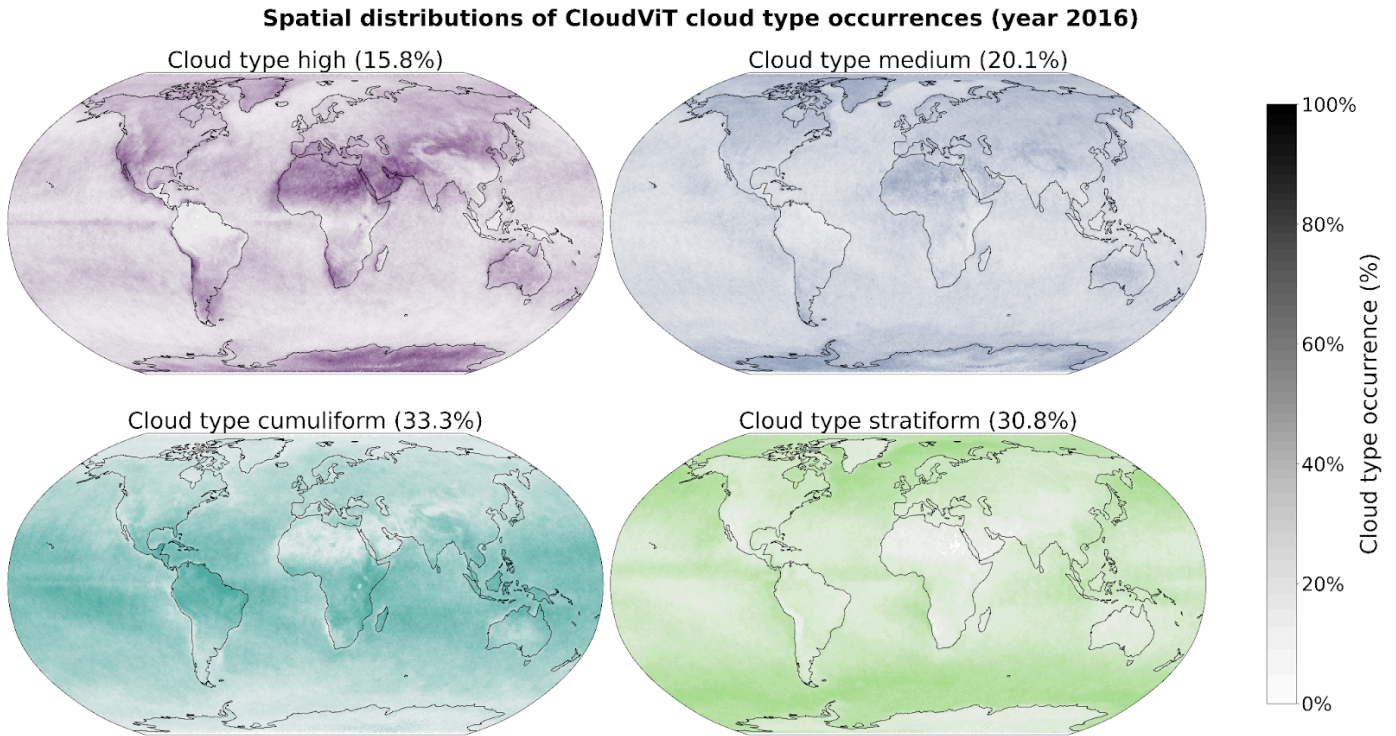 Spatial distributions of CloudViT cloud type occurrences (year 2016)
Cloud type high (15.8%)
Cloud type medium (20.1%)
Cloud type cumuliform (33.3%)
Cloud type stratiform (30.8%)
100%
80%
60%
40%
20%
0%
Cloud type occurrence (%)